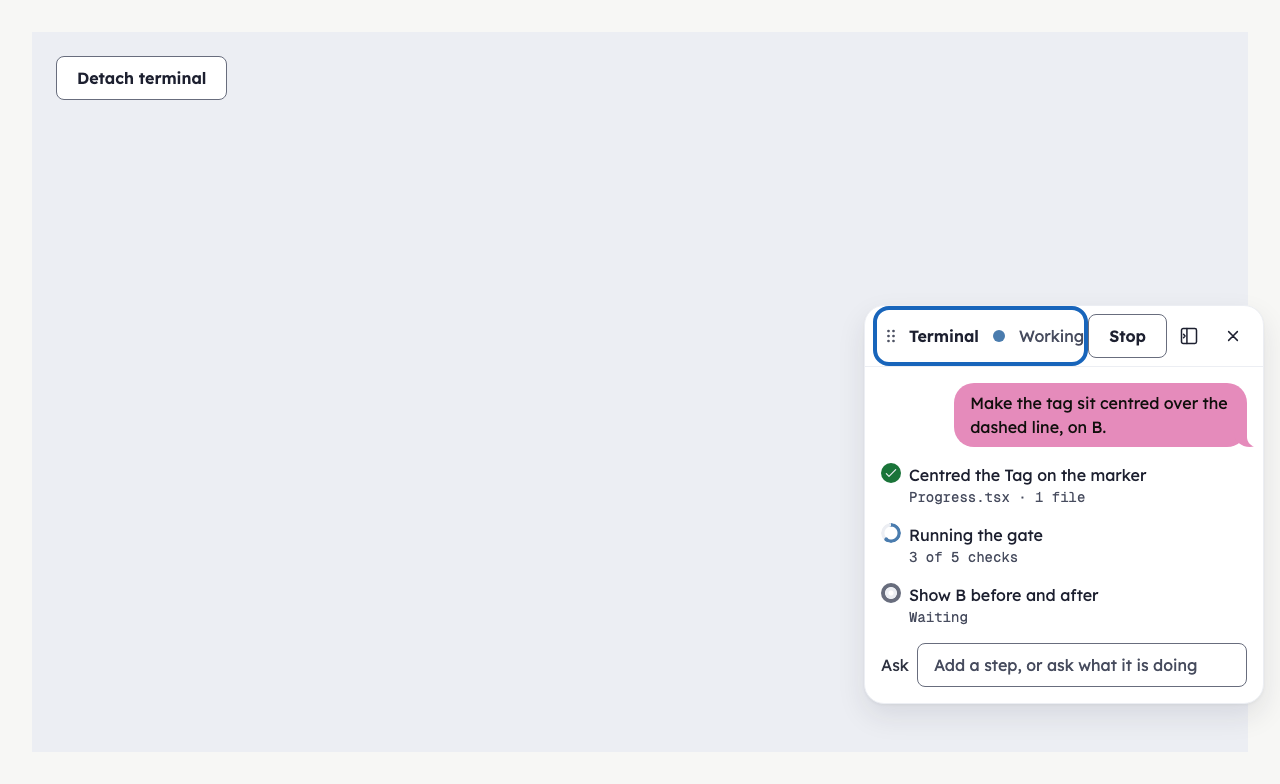 Detach terminal
Terminal Working Stop
Make the tag sit centred over the
dashed line, on B.
Centred the Tag on the marker
Progress.tsx · 1 file
Running the gate
3 of 5 checks
Show B before and after
Waiting
Ask Add a step, or ask what it is doing